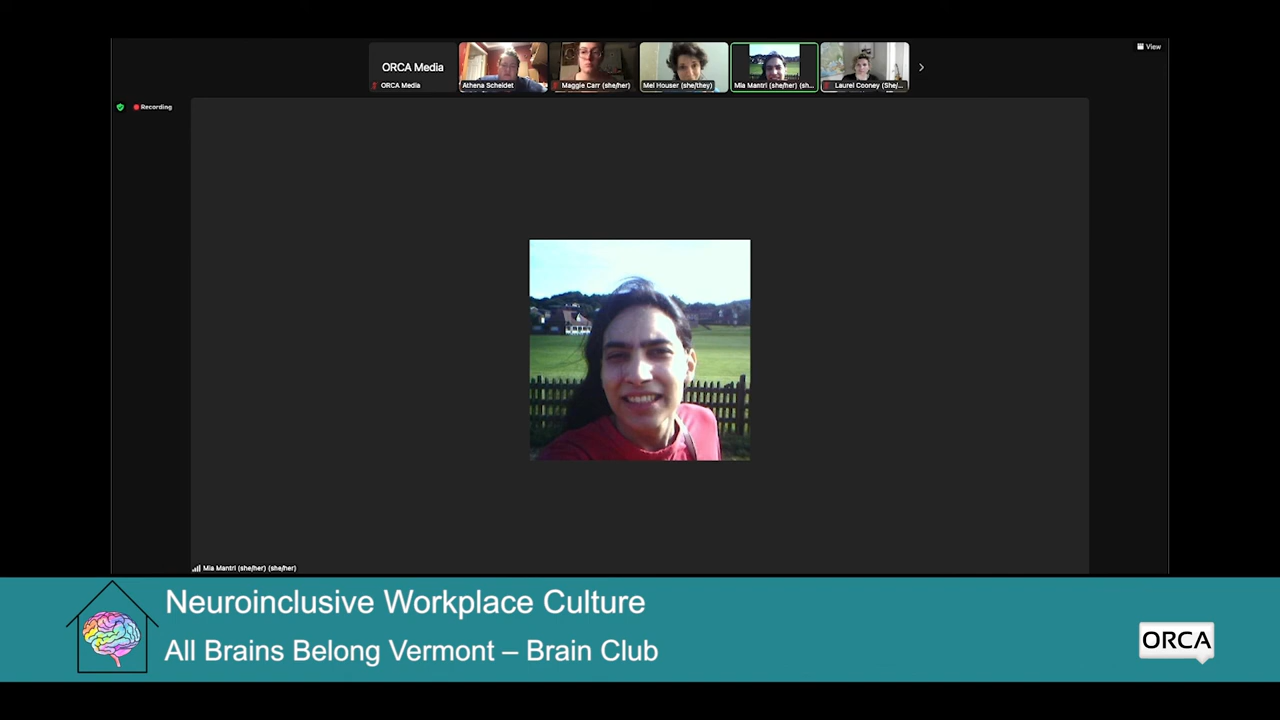 View
ORCA Media
ORCA Media
Athena Scheidet
Maggie Carr (she/her)
Mel Houser (she/they)
Mia Mantri (she/her) (sh...
Laurel Cooney (She/...
Recording
Mia Mantri (she/her) (she/her)
Neuroinclusive Workplace Culture
All Brains Belong Vermont – Brain Club
ORCA